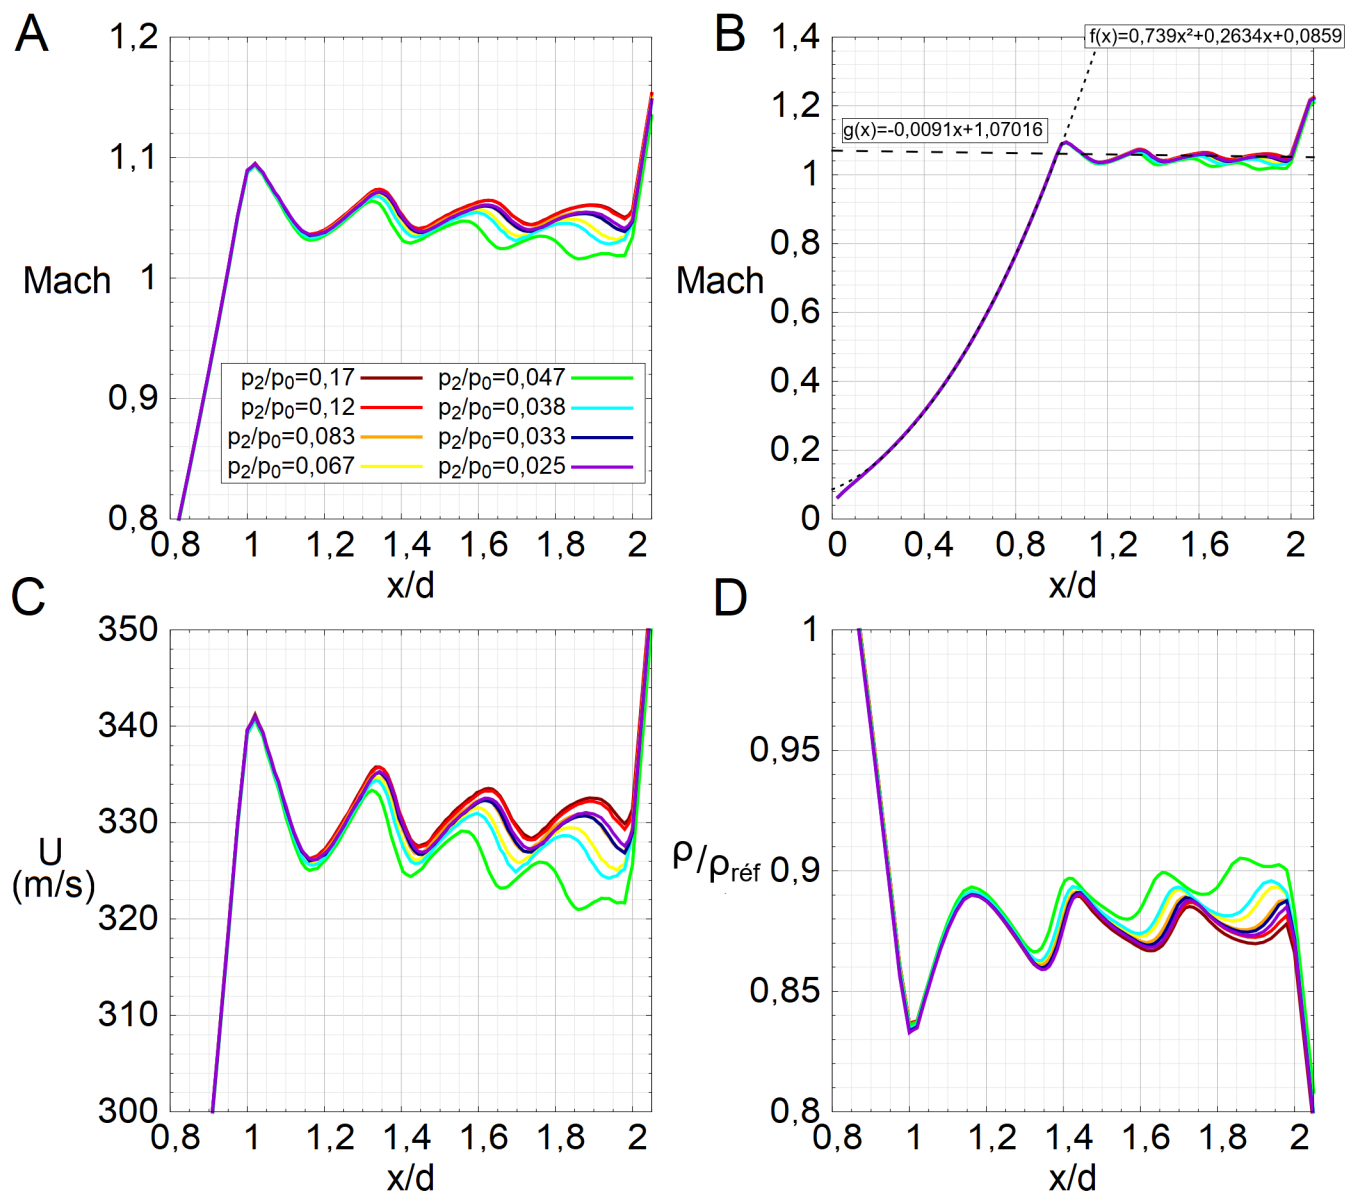 A
1,2
1,1
1
0,9
0,8
Mach
p₂/p₀=0,17
p₂/p₀=0,047
p₂/p₀=0,12
p₂/p₀=0,038
p₂/p₀=0,083
p₂/p₀=0,033
p₂/p₀=0,067
p₂/p₀=0,025
0,8 1 1,2 1,4 1,6 1,8 2
x/d
B
1,4
1,2
1
0,8
0,6
0,4
0,2
0
Mach
f(x)=0,739x²+0,2634x+0,0859
g(x)=-0,0091x+1,07016
0 0,4 0,8 1,2 1,6 2
x/d
C
350
340
330
320
310
300
U
(m/s)
0,8 1 1,2 1,4 1,6 1,8 2
x/d
D
1
0,95
0,9
0,85
0,8
ρ/ρréf
0,8 1 1,2 1,4 1,6 1,8 2
x/d